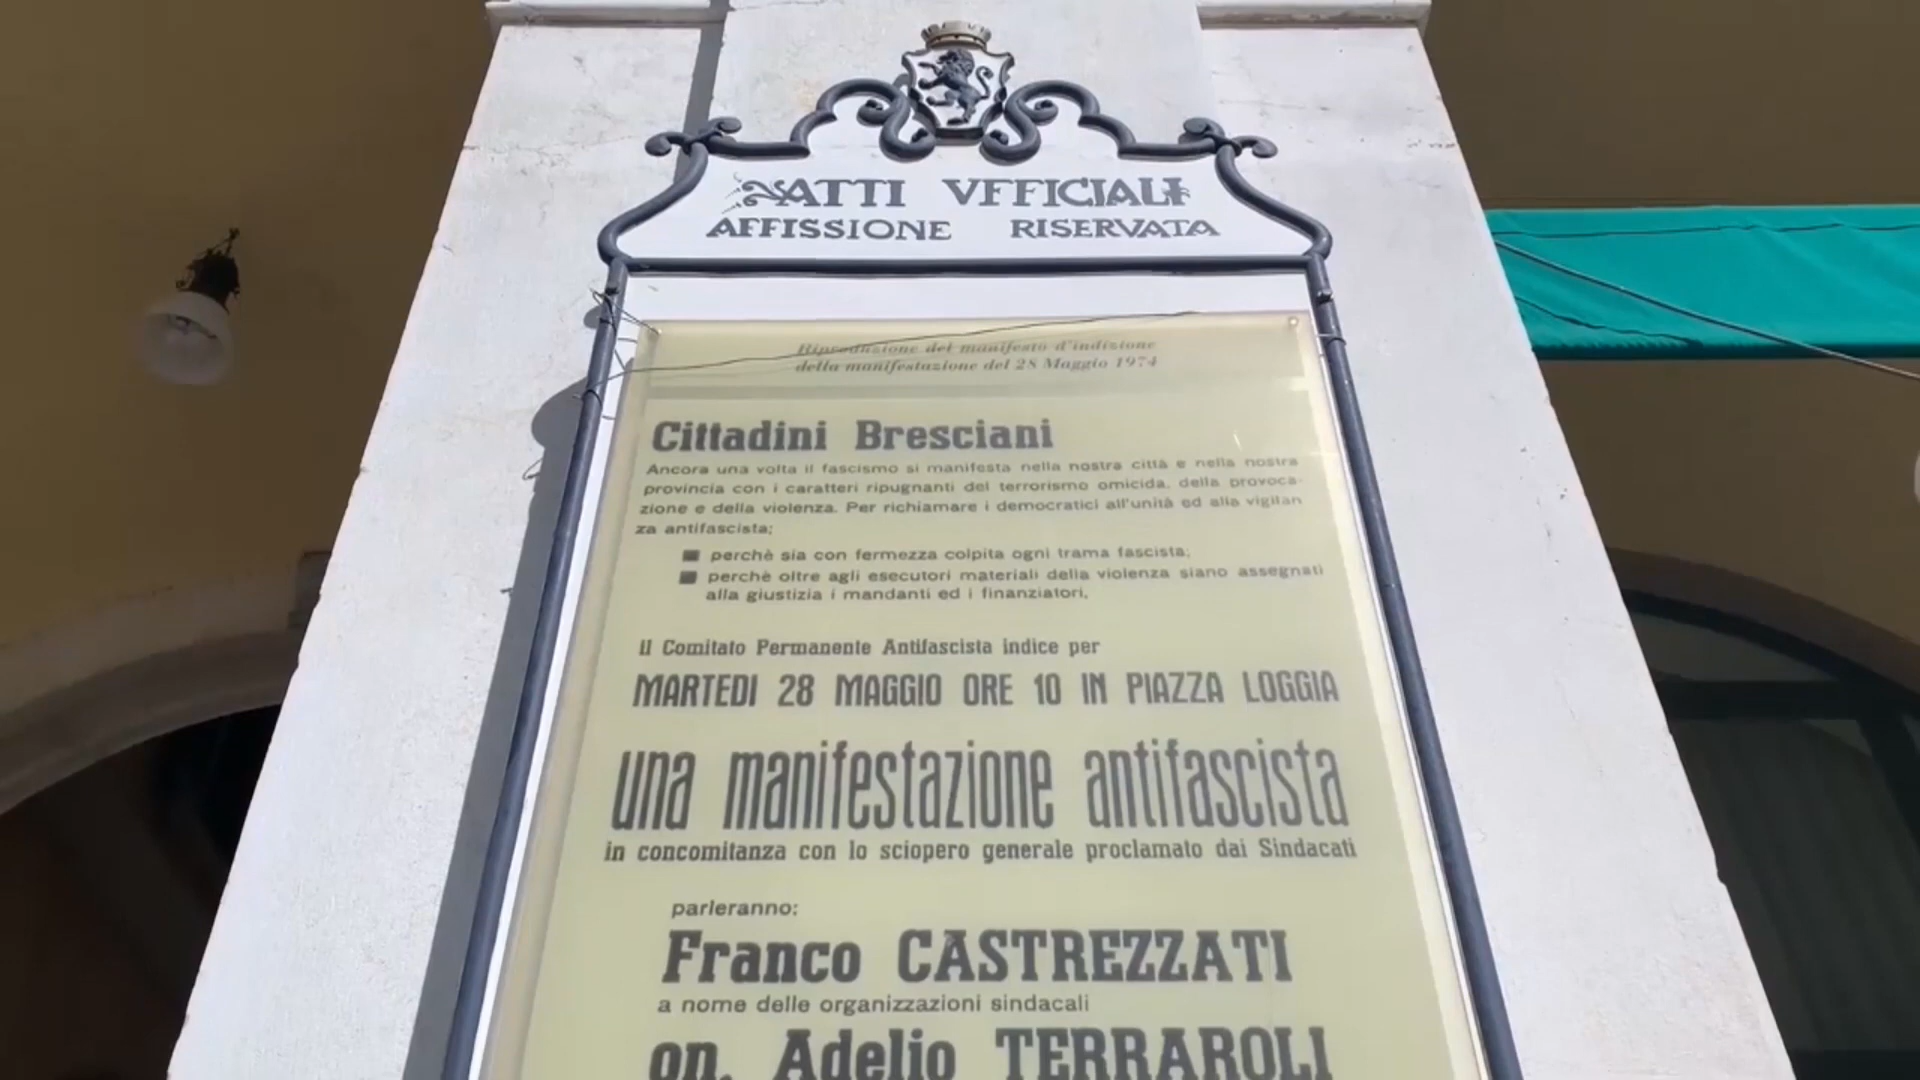 ATTI VFFICIALI
AFFISSIONE RISERVATA
Riproduzione del manifesto d'indizione
della manifestazione del 28 Maggio 1974
Cittadini Bresciani
Ancora una volta il fascismo si manifesta nella nostra città e nella nostra
provincia con i caratteri ripugnanti del terrorismo omicida, della provoca-
zione e della violenza. Per richiamare i democratici all'unità ed alla vigilan
za antifascista;
perchè sia con fermezza colpita ogni trama fascista;
perchè oltre agli esecutori materiali della violenza siano assegnati
alla giustizia i mandanti ed i finanziatori,
il Comitato Permanente Antifascista indice per
MARTEDI 28 MAGGIO ORE 10 IN PIAZZA LOGGIA
una manifestazione antifascista
in concomitanza con lo sciopero generale proclamato dai Sindacati
parleranno:
Franco CASTREZZATI
a nome delle organizzazioni sindacali
on. Adelio TERRAROLI